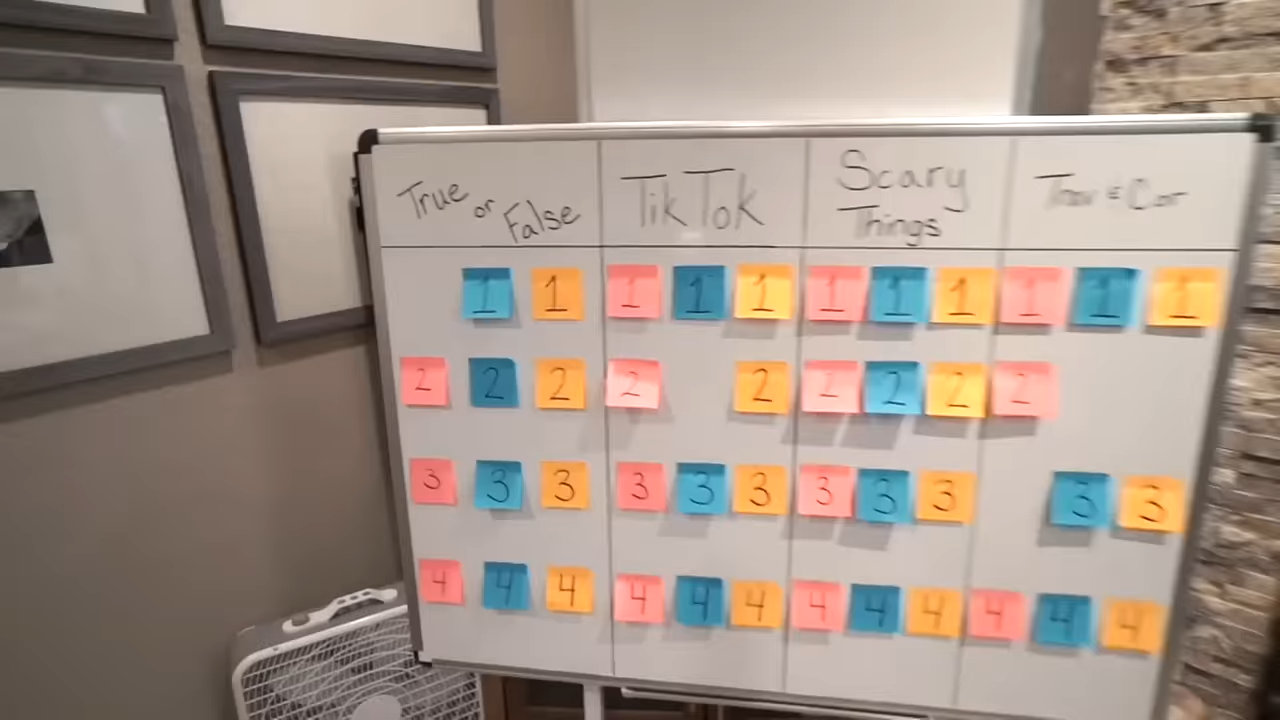 True or False
TikTok
Scary
Things
Trav & Cor
1 1 1 1 1 1 1 1 1 1 1
2 2 2 2 2 2 2 2 2
3 3 3 3 3 3 3 3 3 3 3
4 4 4 4 4 4 4 4 4 4 4 4